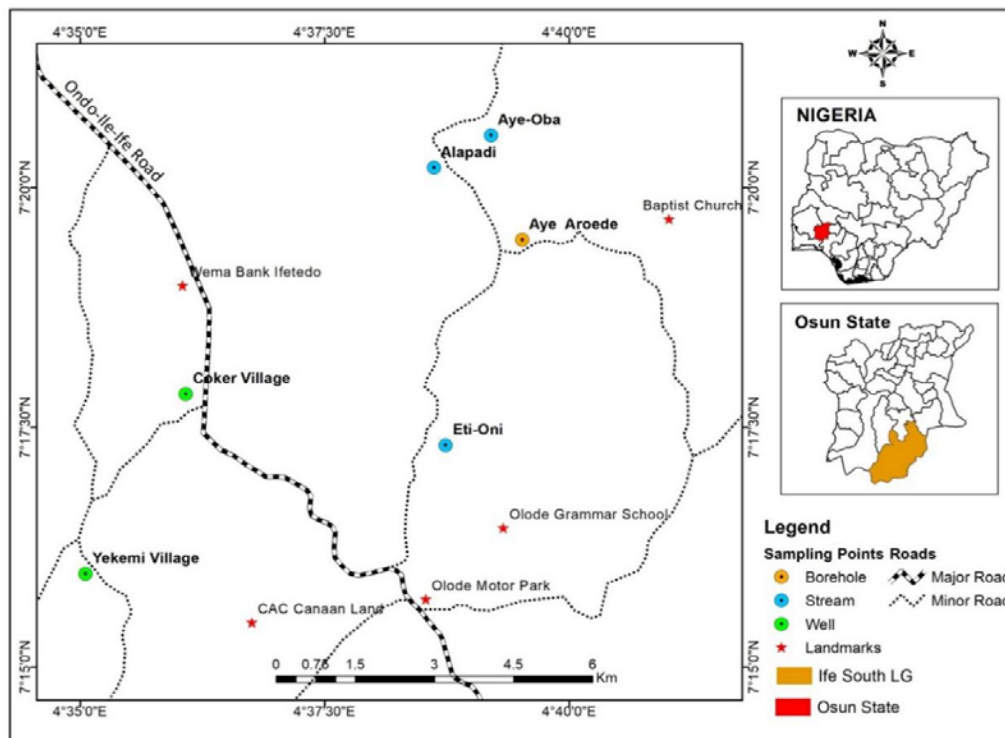 4°35'0"E
4°37'30"E
4°40'0"E
N
W
E
S
Ondo-Ile-Ife Road
Aye-Oba
Alapadi
7°20'0"N
7°20'0"N
Baptist Church
Aye Aroede
Wema Bank Ifetedo
Coker Village
7°17'30"N
7°17'30"N
Eti-Oni
Olode Grammar School
Yekemi Village
Olode Motor Park
CAC Canaan Land
0 0.75 1.5 3 4.5 6
Km
7°15'0"N
7°15'0"N
4°35'0"E
4°37'30"E
4°40'0"E
NIGERIA
Osun State
Legend
Sampling Points Roads
Borehole
Major Road
Stream
Minor Road
Well
Landmarks
Ife South LG
Osun State